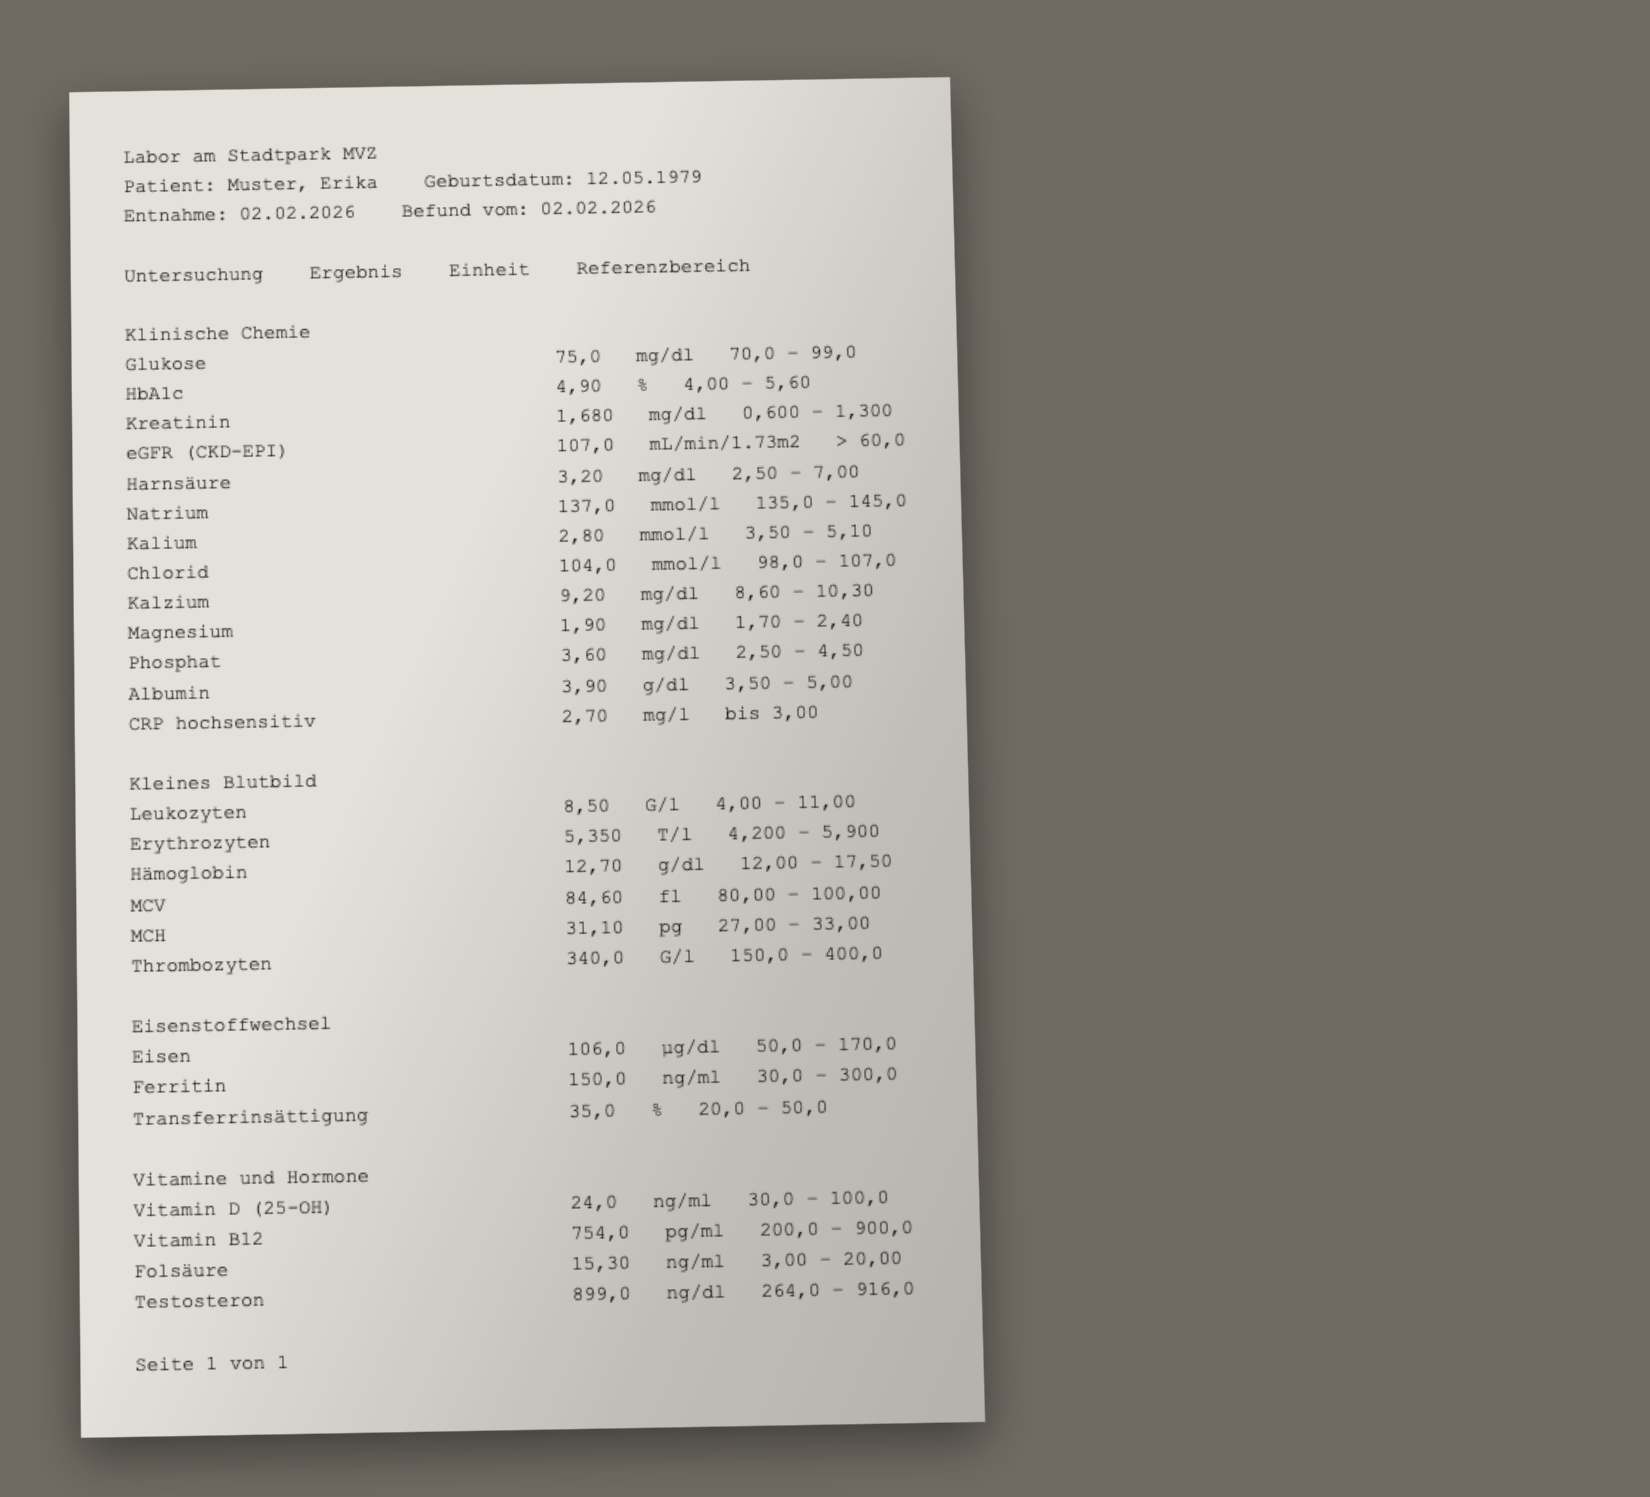 Labor am Stadtpark MVZ
Patient: Muster, Erika    Geburtsdatum: 12.05.1979
Entnahme: 02.02.2026    Befund vom: 02.02.2026
Untersuchung    Ergebnis    Einheit    Referenzbereich
Klinische Chemie
Glukose    75,0   mg/dl   70,0 – 99,0
HbA1c    4,90   %   4,00 – 5,60
Kreatinin    1,680   mg/dl   0,600 – 1,300
eGFR (CKD-EPI)    107,0   mL/min/1.73m2   > 60,0
Harnsäure    3,20   mg/dl   2,50 – 7,00
Natrium    137,0   mmol/l   135,0 – 145,0
Kalium    2,80   mmol/l   3,50 – 5,10
Chlorid    104,0   mmol/l   98,0 – 107,0
Kalzium    9,20   mg/dl   8,60 – 10,30
Magnesium    1,90   mg/dl   1,70 – 2,40
Phosphat    3,60   mg/dl   2,50 – 4,50
Albumin    3,90   g/dl   3,50 – 5,00
CRP hochsensitiv    2,70   mg/l   bis 3,00
Kleines Blutbild
Leukozyten    8,50   G/l   4,00 – 11,00
Erythrozyten    5,350   T/l   4,200 – 5,900
Hämoglobin    12,70   g/dl   12,00 – 17,50
MCV    84,60   fl   80,00 – 100,00
MCH    31,10   pg   27,00 – 33,00
Thrombozyten    340,0   G/l   150,0 – 400,0
Eisenstoffwechsel
Eisen    106,0   µg/dl   50,0 – 170,0
Ferritin    150,0   ng/ml   30,0 – 300,0
Transferrinsättigung    35,0   %   20,0 – 50,0
Vitamine und Hormone
Vitamin D (25-OH)    24,0   ng/ml   30,0 – 100,0
Vitamin B12    754,0   pg/ml   200,0 – 900,0
Folsäure    15,30   ng/ml   3,00 – 20,00
Testosteron    899,0   ng/dl   264,0 – 916,0
Seite 1 von 1